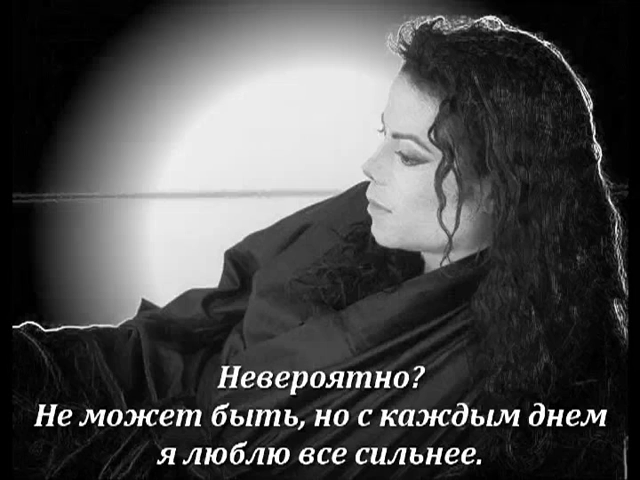 Невероятно?
Не может быть, но с каждым днем
я люблю все сильнее.